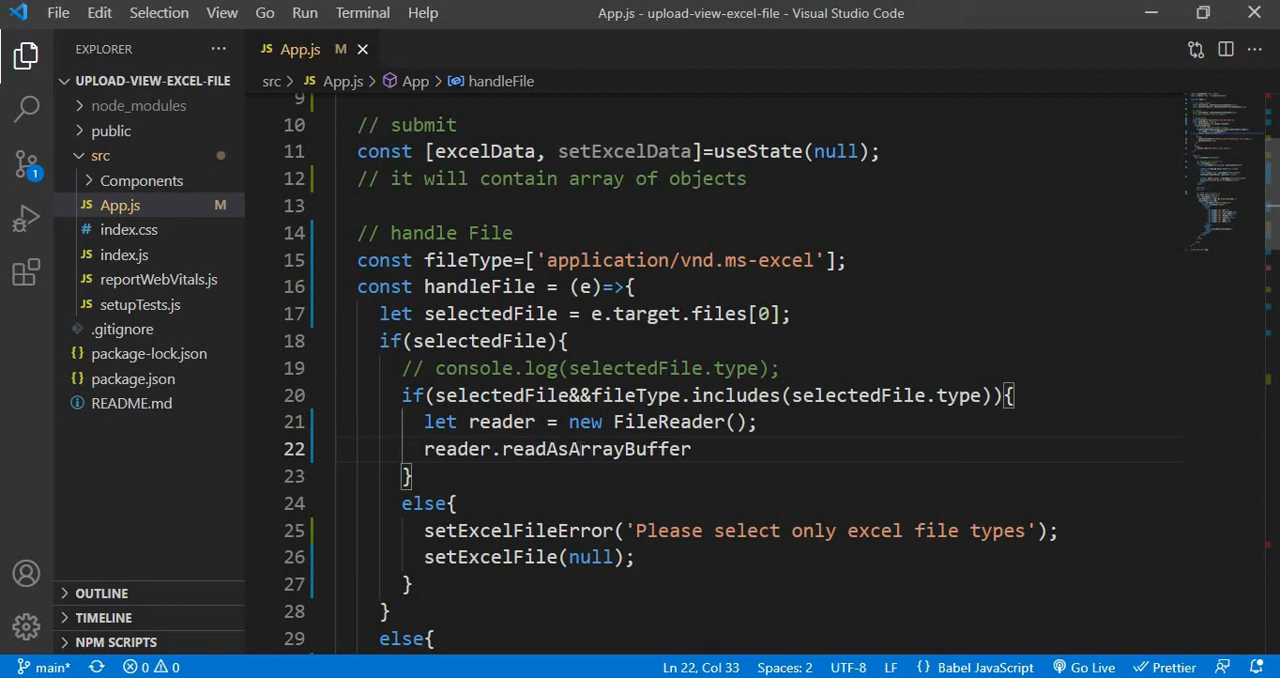 File Edit Selection View Go Run Terminal Help App.js - upload-view-excel-file - Visual Studio Code
EXPLORER
JS App.js M
UPLOAD-VIEW-EXCEL-FILE
node_modules
public
src
Components
JS App.js M
# index.css
JS index.js
JS reportWebVitals.js
JS setupTests.js
.gitignore
{} package-lock.json
{} package.json
README.md
OUTLINE
TIMELINE
NPM SCRIPTS
1
src > JS App.js > App > handleFile
9
10 // submit
11 const [excelData, setExcelData]=useState(null);
12 // it will contain array of objects
13
14 // handle File
15 const fileType=['application/vnd.ms-excel'];
16 const handleFile = (e)=>{
17 let selectedFile = e.target.files[0];
18 if(selectedFile){
19 // console.log(selectedFile.type);
20 if(selectedFile&&fileType.includes(selectedFile.type)){
21 let reader = new FileReader();
22 reader.readAsArrayBuffer
23 }
24 else{
25 setExcelFileError('Please select only excel file types');
26 setExcelFile(null);
27 }
28 }
29 else{
main* 0 0 Ln 22, Col 33 Spaces: 2 UTF-8 LF {} Babel JavaScript Go Live Prettier